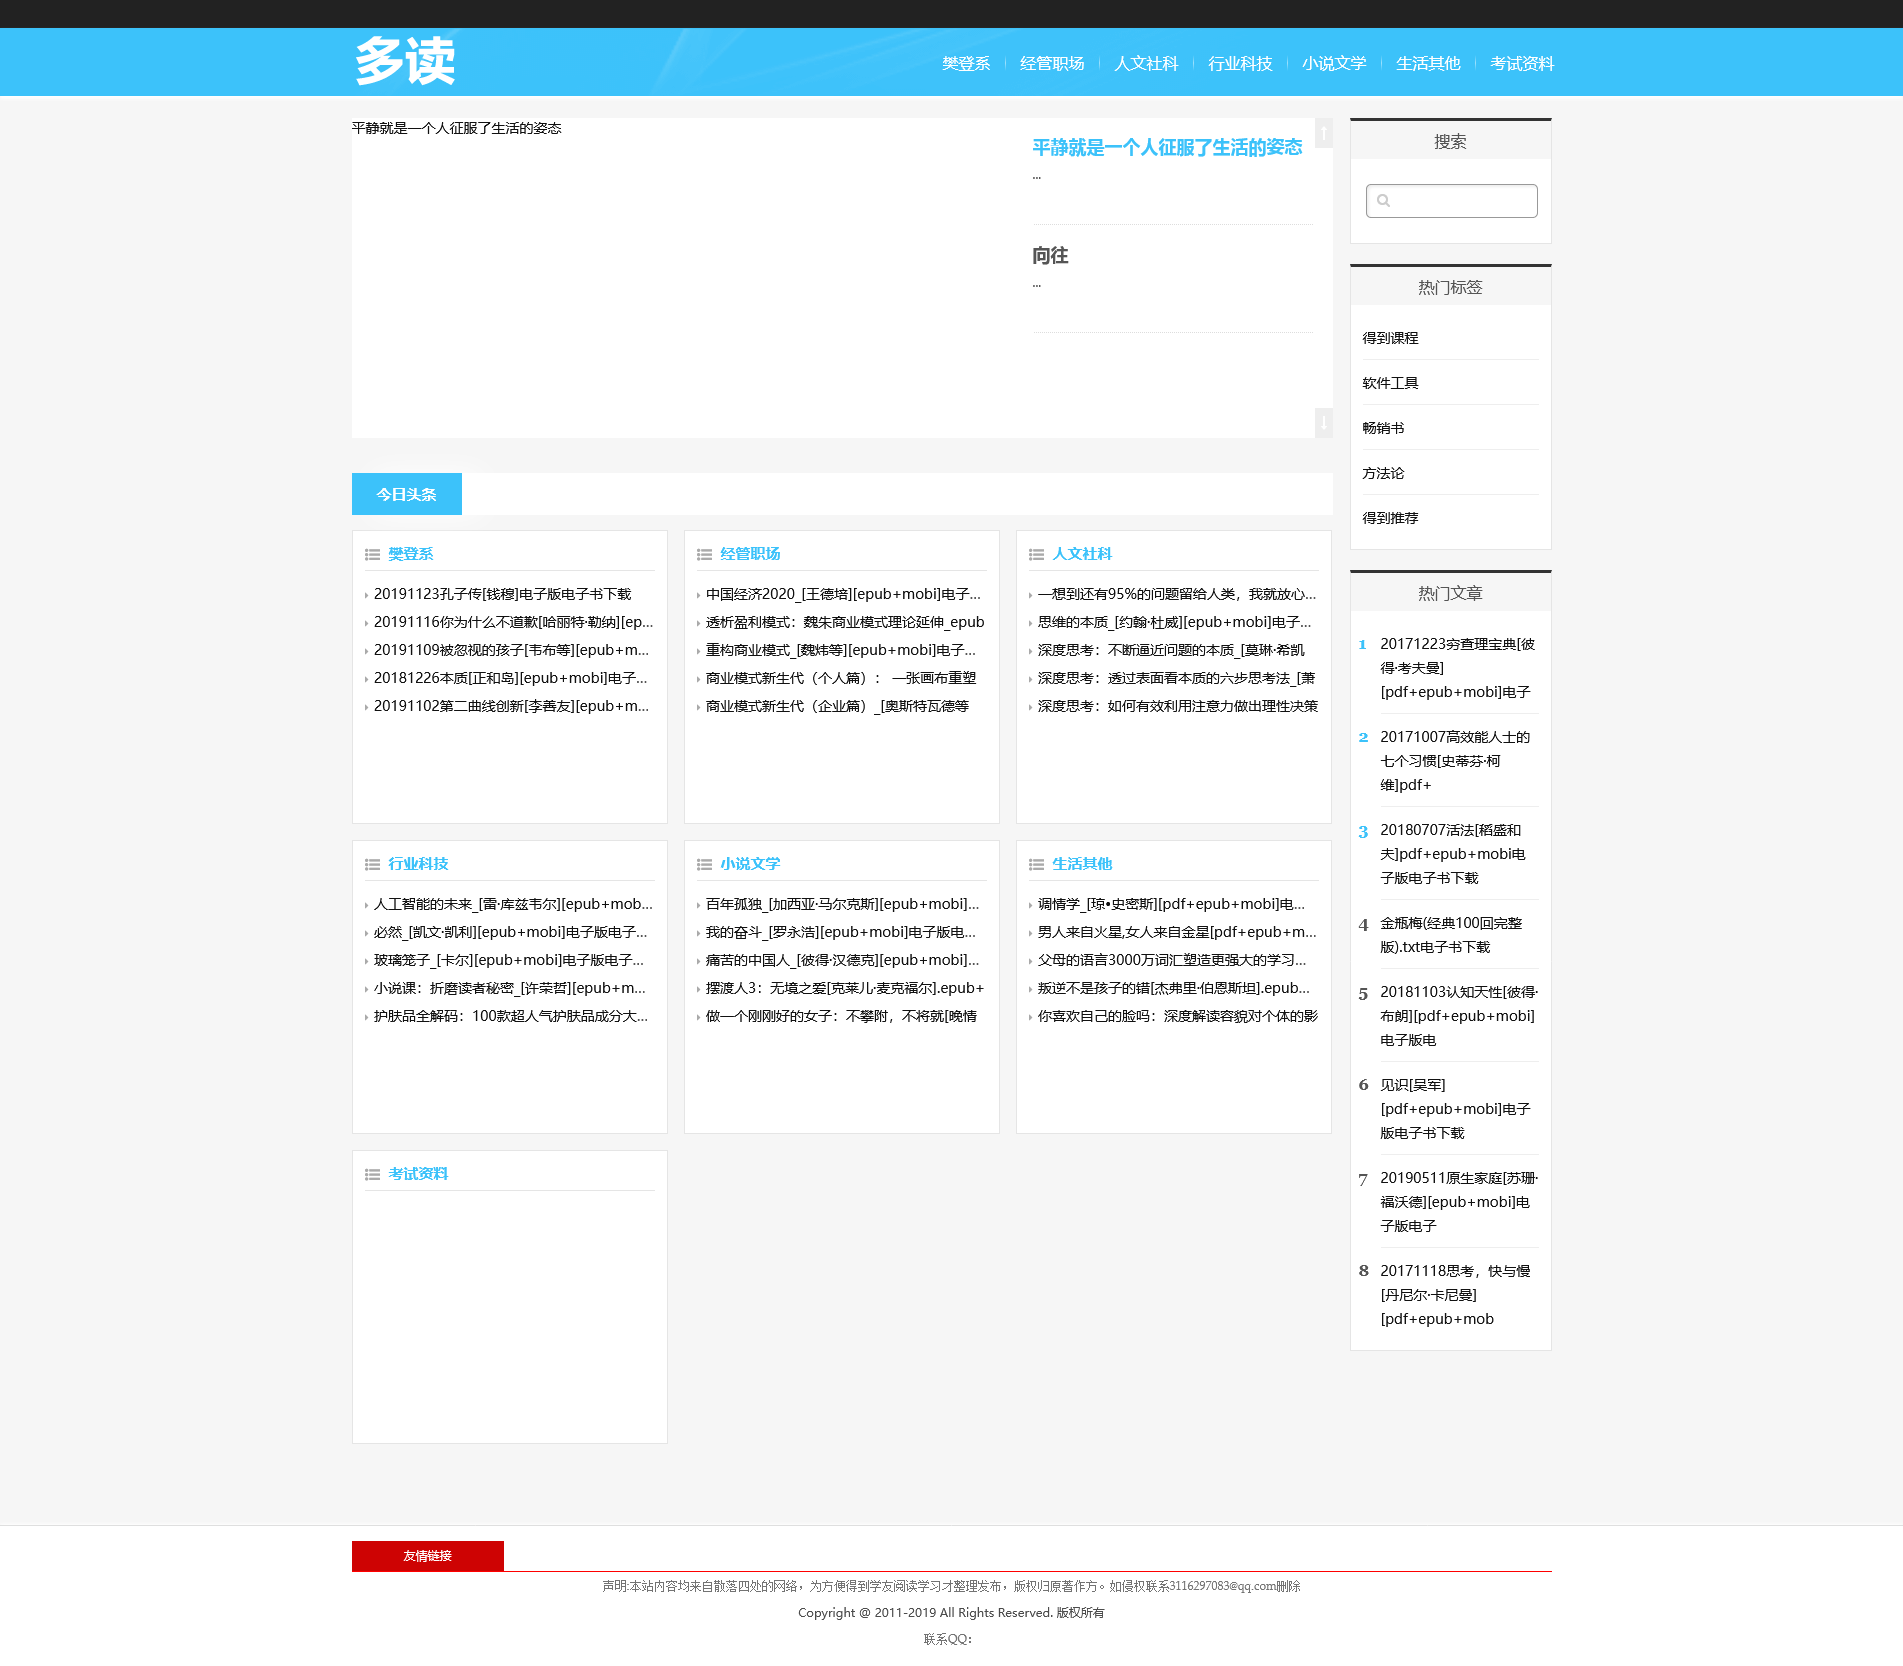 多读
樊登系
经管职场
人文社科
行业科技
小说文学
生活其他
考试资料
平静就是一个人征服了生活的姿态
平静就是一个人征服了生活的姿态
...
向往
...
今日头条
樊登系
20191123孔子传[钱穆]电子版电子书下载
20191116你为什么不道歉[哈丽特·勒纳][ep...
20191109被忽视的孩子[韦布等][epub+m...
20181226本质[正和岛][epub+mobi]电子...
20191102第二曲线创新[李善友][epub+m...
经管职场
中国经济2020_[王德培][epub+mobi]电子...
透析盈利模式：魏朱商业模式理论延伸_epub
重构商业模式_[魏炜等][epub+mobi]电子...
商业模式新生代（个人篇）： 一张画布重塑
商业模式新生代（企业篇）_[奥斯特瓦德等
人文社科
一想到还有95%的问题留给人类，我就放心...
思维的本质_[约翰·杜威][epub+mobi]电子...
深度思考：不断逼近问题的本质_[莫琳·希凯
深度思考：透过表面看本质的六步思考法_[萧
深度思考：如何有效利用注意力做出理性决策
行业科技
人工智能的未来_[雷·库兹韦尔][epub+mob...
必然_[凯文·凯利][epub+mobi]电子版电子...
玻璃笼子_[卡尔][epub+mobi]电子版电子...
小说课：折磨读者秘密_[许荣哲][epub+m...
护肤品全解码：100款超人气护肤品成分大...
小说文学
百年孤独_[加西亚·马尔克斯][epub+mobi]...
我的奋斗_[罗永浩][epub+mobi]电子版电...
痛苦的中国人_[彼得·汉德克][epub+mobi]...
摆渡人3：无境之爱[克莱儿·麦克福尔].epub+
做一个刚刚好的女子：不攀附，不将就[晚情
生活其他
调情学_[琼•史密斯][pdf+epub+mobi]电...
男人来自火星,女人来自金星[pdf+epub+m...
父母的语言3000万词汇塑造更强大的学习...
叛逆不是孩子的错[杰弗里·伯恩斯坦].epub...
你喜欢自己的脸吗：深度解读容貌对个体的影
考试资料
搜索
热门标签
得到课程
软件工具
畅销书
方法论
得到推荐
热门文章
1 20171223穷查理宝典[彼
得·考夫曼]
[pdf+epub+mobi]电子
2 20171007高效能人士的
七个习惯[史蒂芬·柯
维]pdf+
3 20180707活法[稻盛和
夫]pdf+epub+mobi电
子版电子书下载
4 金瓶梅(经典100回完整
版).txt电子书下载
5 20181103认知天性[彼得·
布朗][pdf+epub+mobi]
电子版电
6 见识[吴军]
[pdf+epub+mobi]电子
版电子书下载
7 20190511原生家庭[苏珊·
福沃德][epub+mobi]电
子版电子
8 20171118思考，快与慢
[丹尼尔·卡尼曼]
[pdf+epub+mob
友情链接
声明:本站内容均来自散落四处的网络，为方便得到学友阅读学习才整理发布，版权归原著作方。如侵权联系3116297083@qq.com删除
Copyright @ 2011-2019 All Rights Reserved. 版权所有
联系QQ：